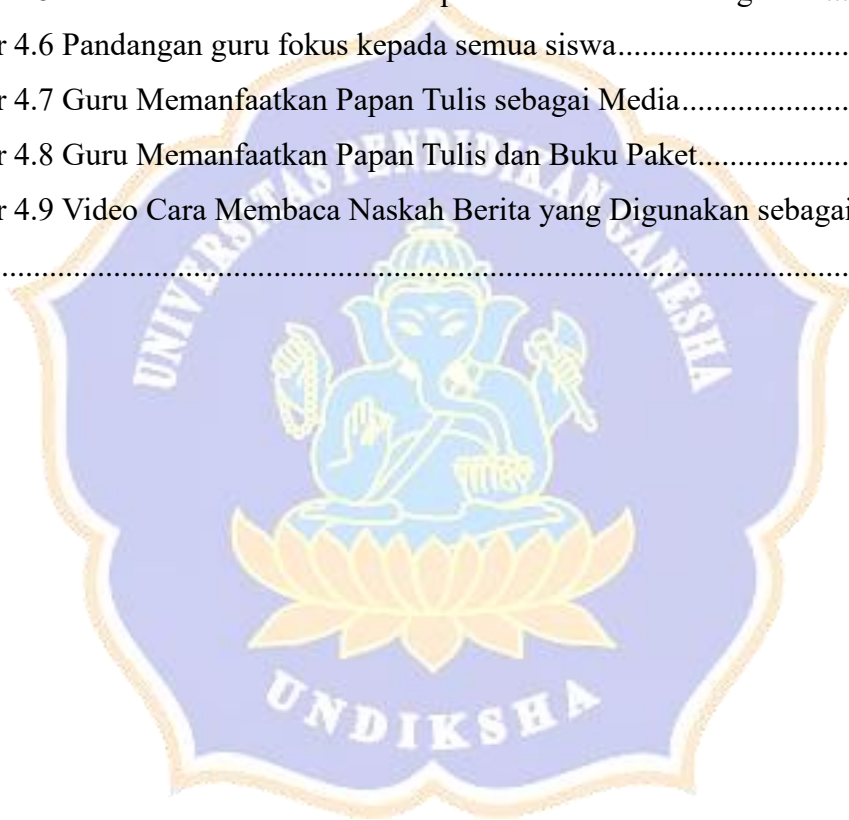 r 4.6 Pandangan guru fokus kepada semua siswa
r 4.7 Guru Memanfaatkan Papan Tulis sebagai Media
r 4.8 Guru Memanfaatkan Papan Tulis dan Buku Paket
r 4.9 Video Cara Membaca Naskah Berita yang Digunakan sebagai
UNIVERSITAS PENDIDIKAN GANESHA
UNDIKSHA